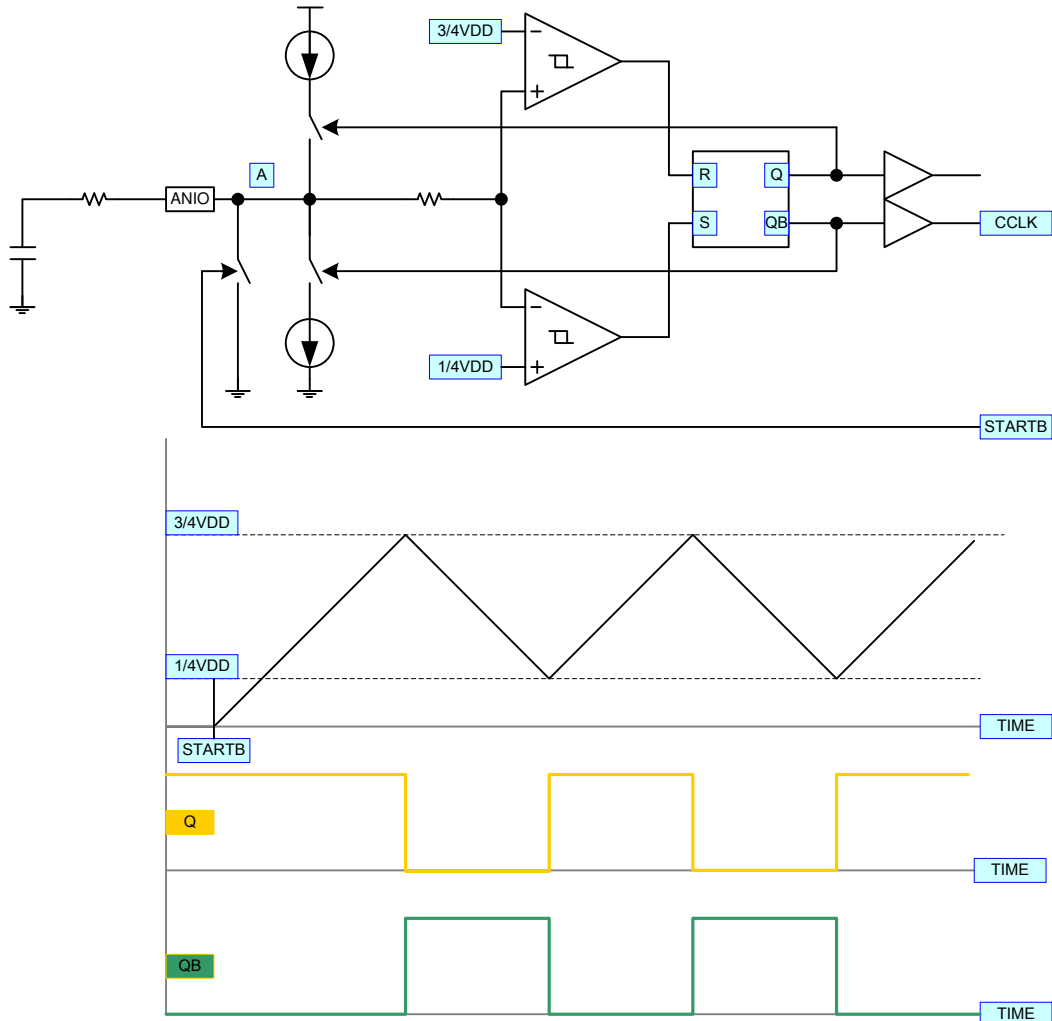 3/4VDD
−
+
A
ANIO
R
Q
S
QB
CCLK
−
1/4VDD
+
STARTB
3/4VDD
1/4VDD
TIME
STARTB
Q
TIME
QB
TIME